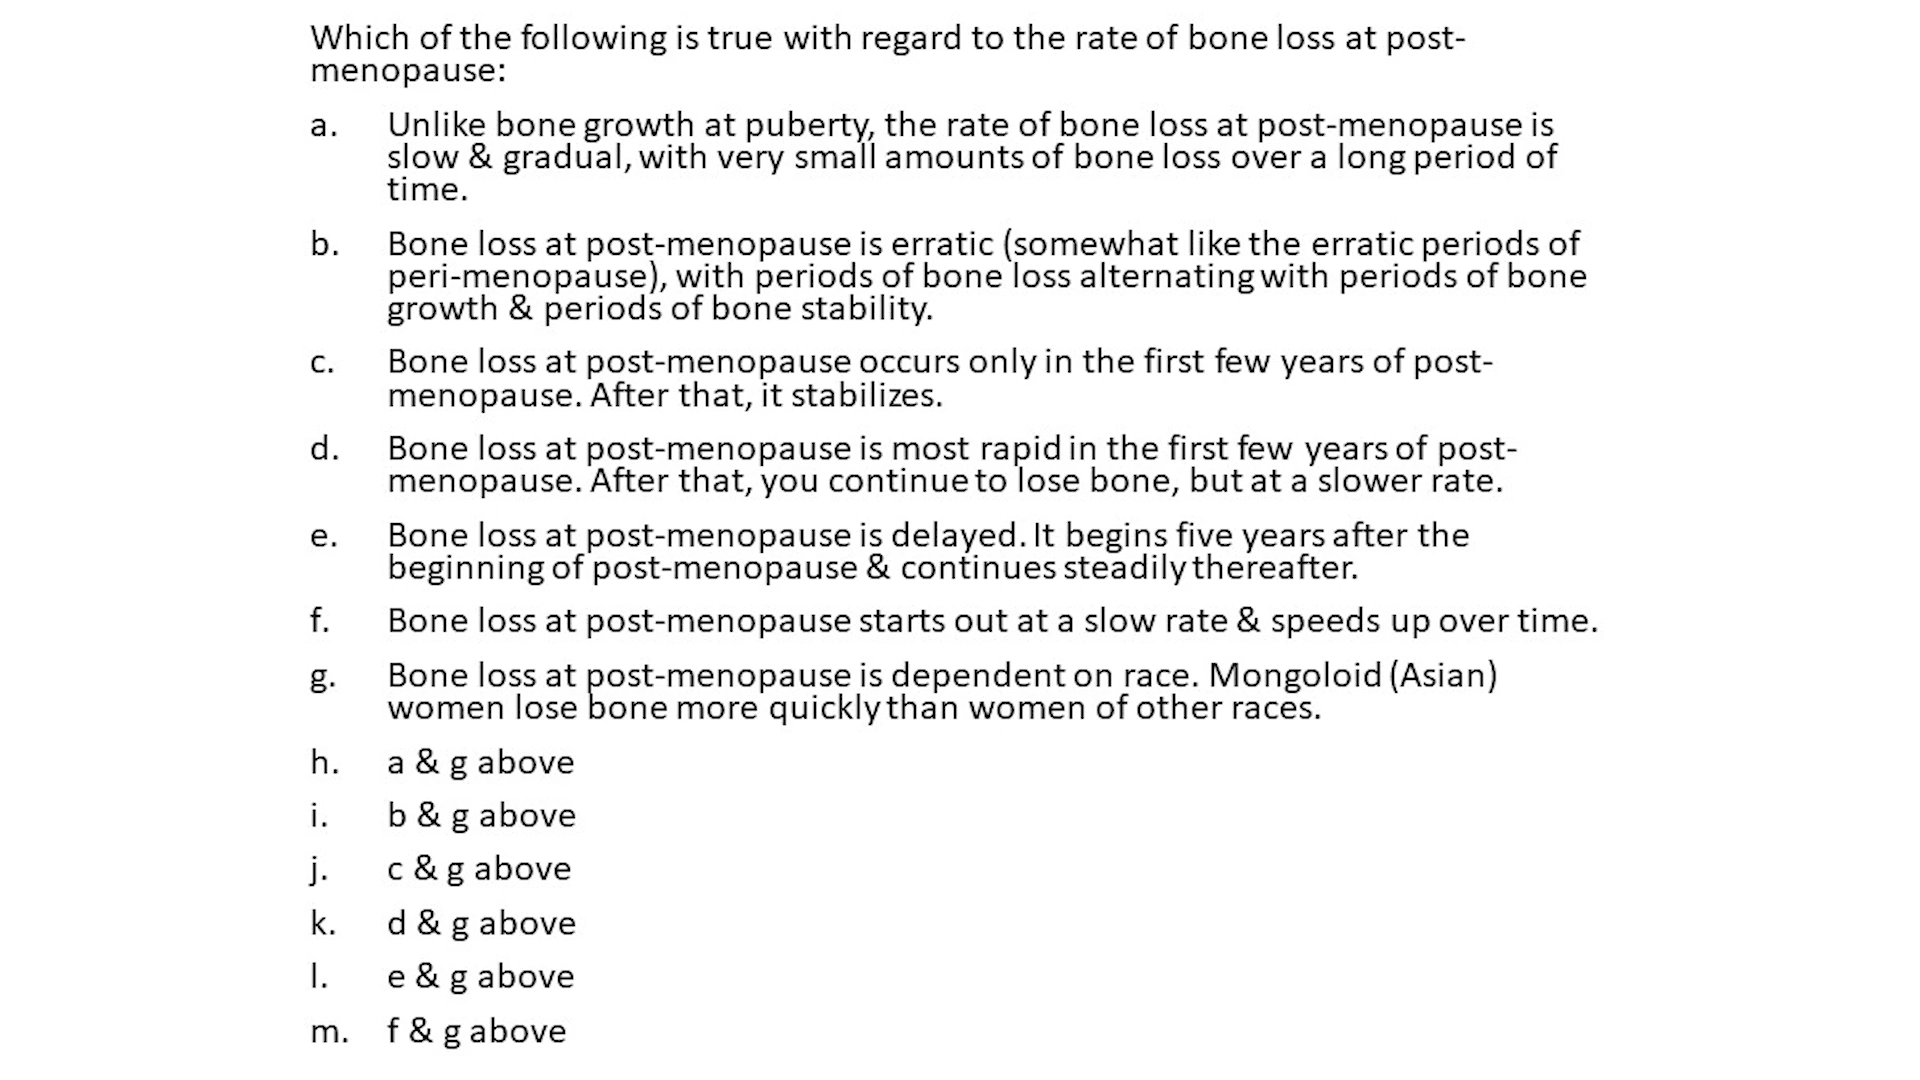 Which of the following is true with regard to the rate of bone loss at post-
menopause:
a. Unlike bone growth at puberty, the rate of bone loss at post-menopause is
slow & gradual, with very small amounts of bone loss over a long period of
time.
b. Bone loss at post-menopause is erratic (somewhat like the erratic periods of
peri-menopause), with periods of bone loss alternating with periods of bone
growth & periods of bone stability.
c. Bone loss at post-menopause occurs only in the first few years of post-
menopause. After that, it stabilizes.
d. Bone loss at post-menopause is most rapid in the first few years of post-
menopause. After that, you continue to lose bone, but at a slower rate.
e. Bone loss at post-menopause is delayed. It begins five years after the
beginning of post-menopause & continues steadily thereafter.
f. Bone loss at post-menopause starts out at a slow rate & speeds up over time.
g. Bone loss at post-menopause is dependent on race. Mongoloid (Asian)
women lose bone more quickly than women of other races.
h. a & g above
i. b & g above
j. c & g above
k. d & g above
l. e & g above
m. f & g above